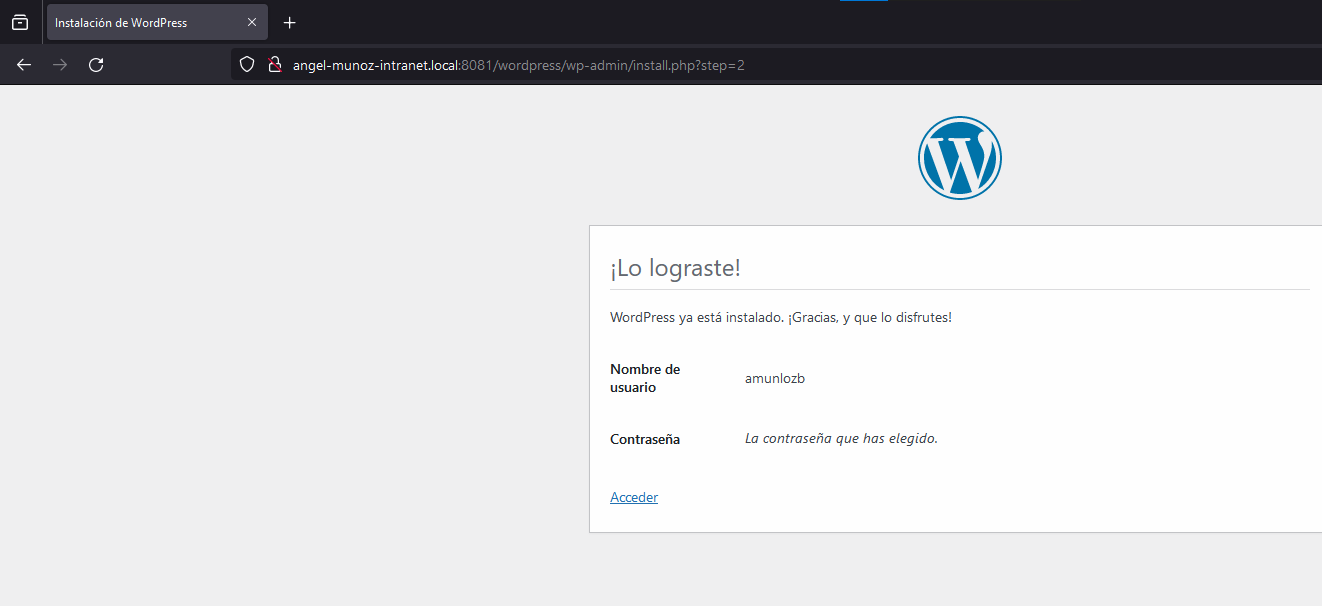 Instalación de WordPress
angel-munoz-intranet.local:8081/wordpress/wp-admin/install.php?step=2
¡Lo lograste!
WordPress ya está instalado. ¡Gracias, y que lo disfrutes!
Nombre de
usuario
amunlozb
Contraseña
La contraseña que has elegido.
Acceder